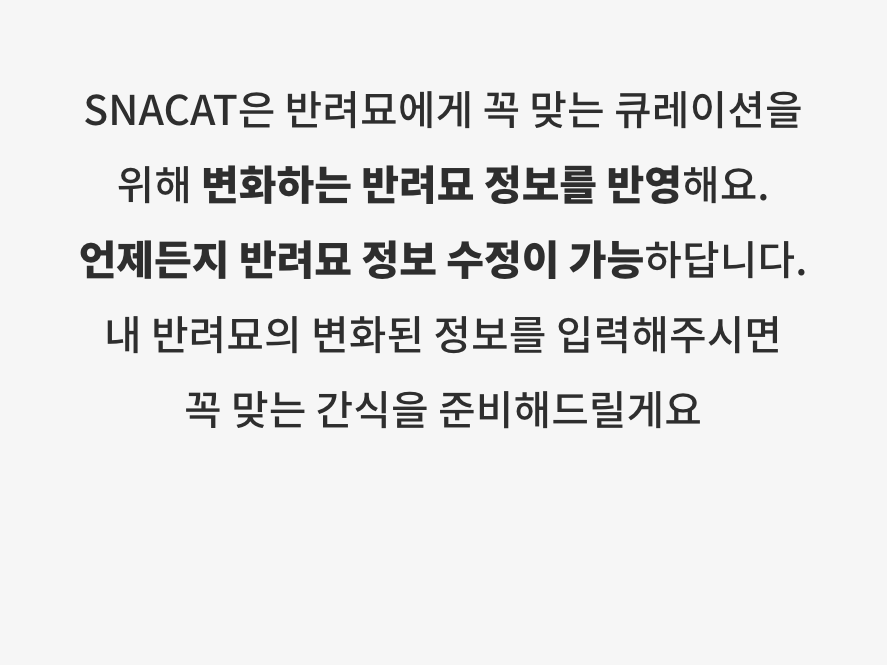 SNACAT은 반려묘에게 꼭 맞는 큐레이션을
위해 변화하는 반려묘 정보를 반영해요.
언제든지 반려묘 정보 수정이 가능하답니다.
내 반려묘의 변화된 정보를 입력해주시면
꼭 맞는 간식을 준비해드릴게요